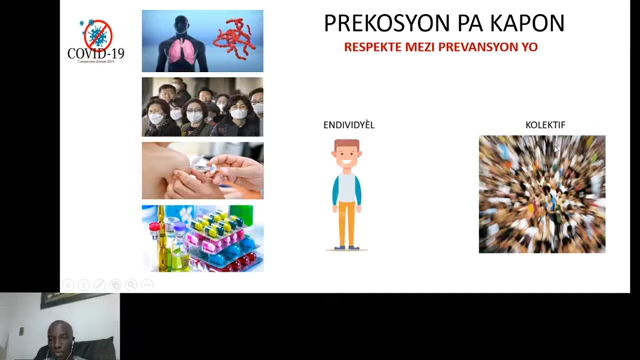 PREKOSYON PA KAPON
RESPEKTE MEZI PREVANSYON YO
COVID-19
ENDIVIDYÈL
KOLEKTIF